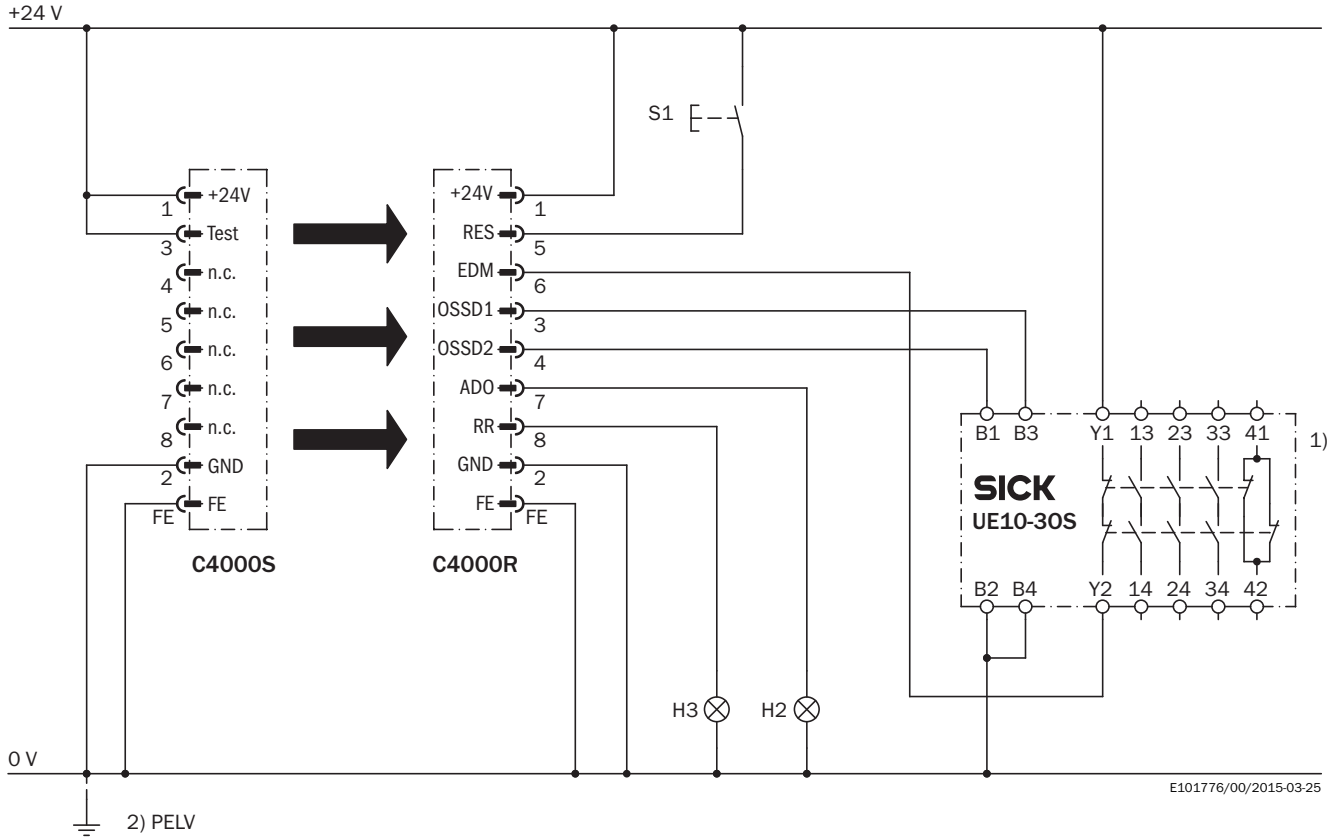 +24 V
S1
+24V
1
Test
3
n.c.
4
n.c.
5
n.c.
6
n.c.
7
n.c.
8
GND
2
FE
FE
C4000S
+24V
1
RES
5
EDM
6
OSSD1
3
OSSD2
4
ADO
7
RR
8
GND
2
FE
FE
C4000R
B1 B3 Y1 13 23 33 41
1)
SICK
UE10-30S
B2 B4 Y2 14 24 34 42
H3
H2
0 V
E101776/00/2015-03-25
2) PELV